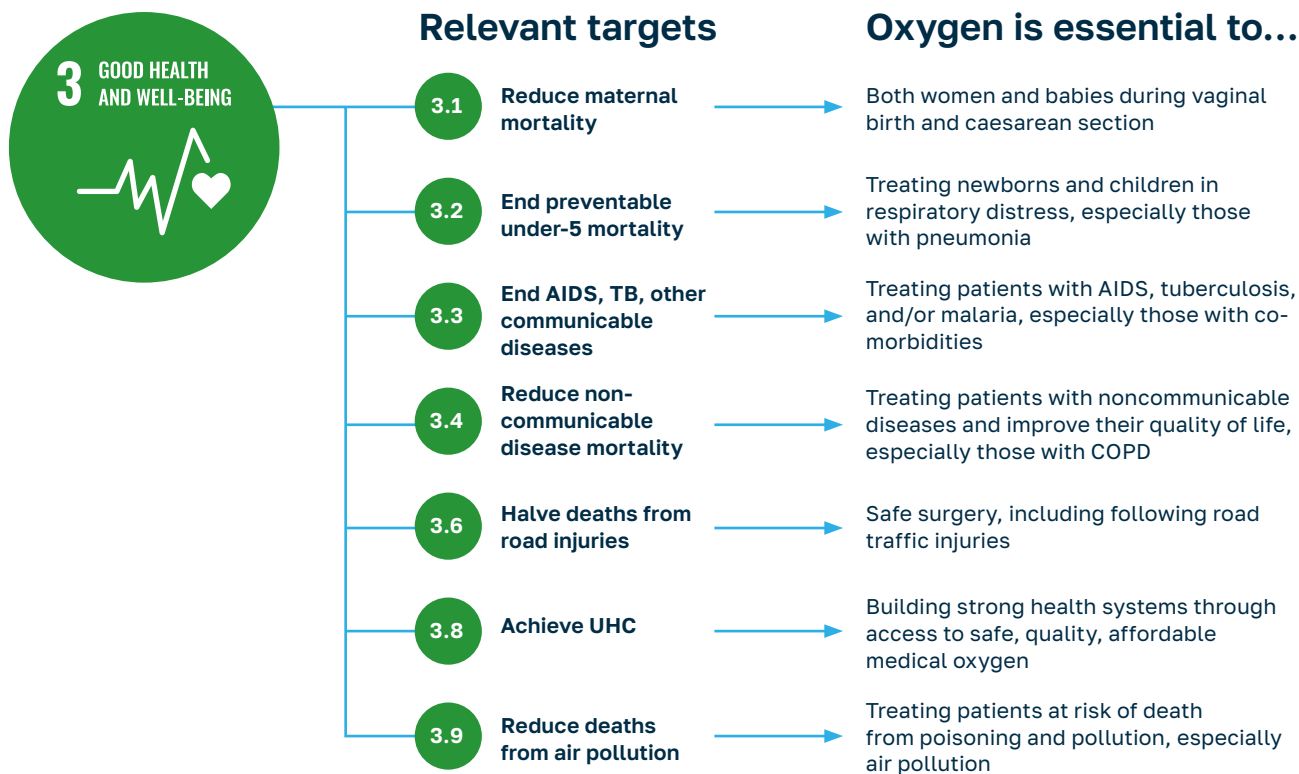 Relevant targets
Oxygen is essential to...
3 GOOD HEALTH
AND WELL-BEING
3.1
Reduce maternal
mortality
Both women and babies during vaginal
birth and caesarean section
3.2
End preventable
under-5 mortality
Treating newborns and children in
respiratory distress, especially those
with pneumonia
3.3
End AIDS, TB, other
communicable
diseases
Treating patients with AIDS, tuberculosis,
and/or malaria, especially those with co-
morbidities
3.4
Reduce non-
communicable
disease mortality
Treating patients with noncommunicable
diseases and improve their quality of life,
especially those with COPD
3.6
Halve deaths from
road injuries
Safe surgery, including following road
traffic injuries
3.8
Achieve UHC
Building strong health systems through
access to safe, quality, affordable
medical oxygen
3.9
Reduce deaths
from air pollution
Treating patients at risk of death
from poisoning and pollution, especially
air pollution